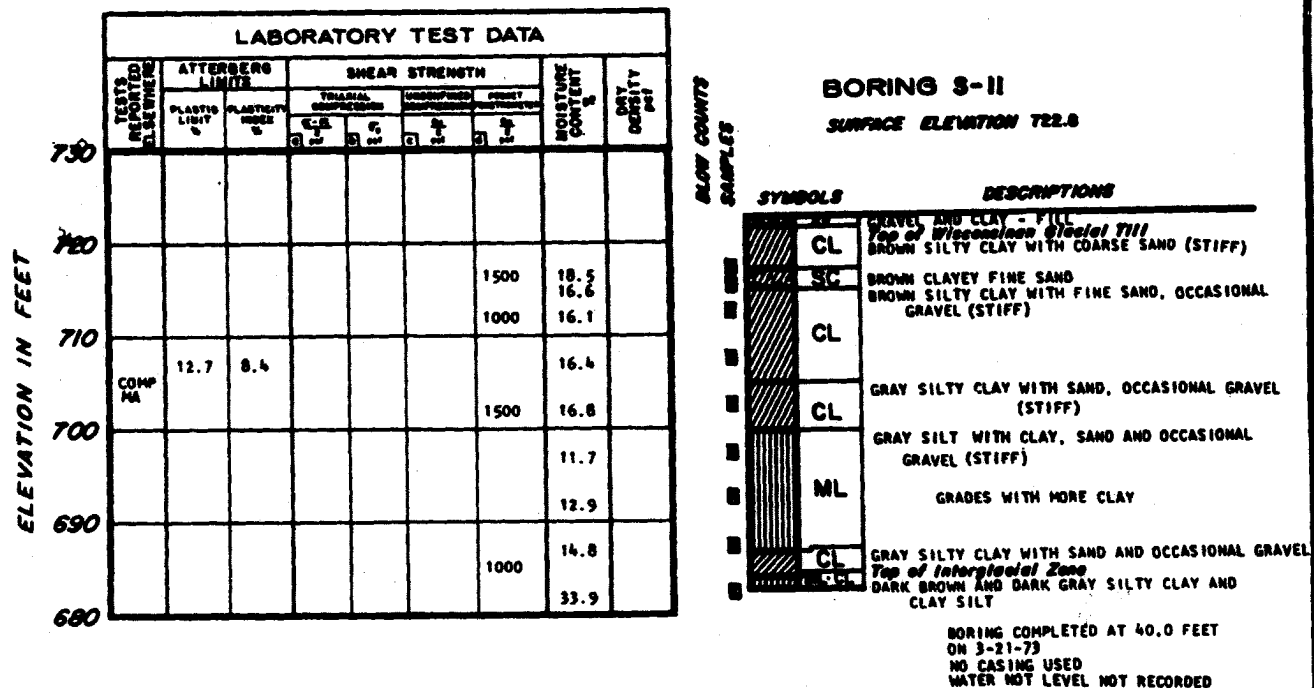 LABORATORY TEST DATA
TESTS REPORTED ELSEWHERE
ATTERBERG LIMITS
SHEAR STRENGTH
MOISTURE CONTENT
DRY DENSITY pcf
PLASTIC LIMIT %
PLASTICITY INDEX %
TRIAXIAL COMPRESSION
UNCONFINED COMPRESSION
ELEVATION IN FEET
730
720
1500 18.5
16.6
1000 16.1
710
12.7 8.4 16.4
COMP
MA
1500 16.8
700
11.7
12.9
690
14.8
1000
33.9
680
BORING S-11
SURFACE ELEVATION 722.8
BLOW COUNTS
SAMPLES
SYMBOLS DESCRIPTIONS
GRAVEL AND CLAY - FILL
Top of Wisconsinan Glacial Till
CL BROWN SILTY CLAY WITH COARSE SAND (STIFF)
SC BROWN CLAYEY FINE SAND
BROWN SILTY CLAY WITH FINE SAND, OCCASIONAL
GRAVEL (STIFF)
CL
GRAY SILTY CLAY WITH SAND, OCCASIONAL GRAVEL
CL (STIFF)
GRAY SILT WITH CLAY, SAND AND OCCASIONAL
GRAVEL (STIFF)
ML GRADES WITH MORE CLAY
CL GRAY SILTY CLAY WITH SAND AND OCCASIONAL GRAVEL
Top of Interglacial Zone
DARK BROWN AND DARK GRAY SILTY CLAY AND
CLAY SILT
BORING COMPLETED AT 40.0 FEET
ON 3-21-73
NO CASING USED
WATER NOT LEVEL NOT RECORDED